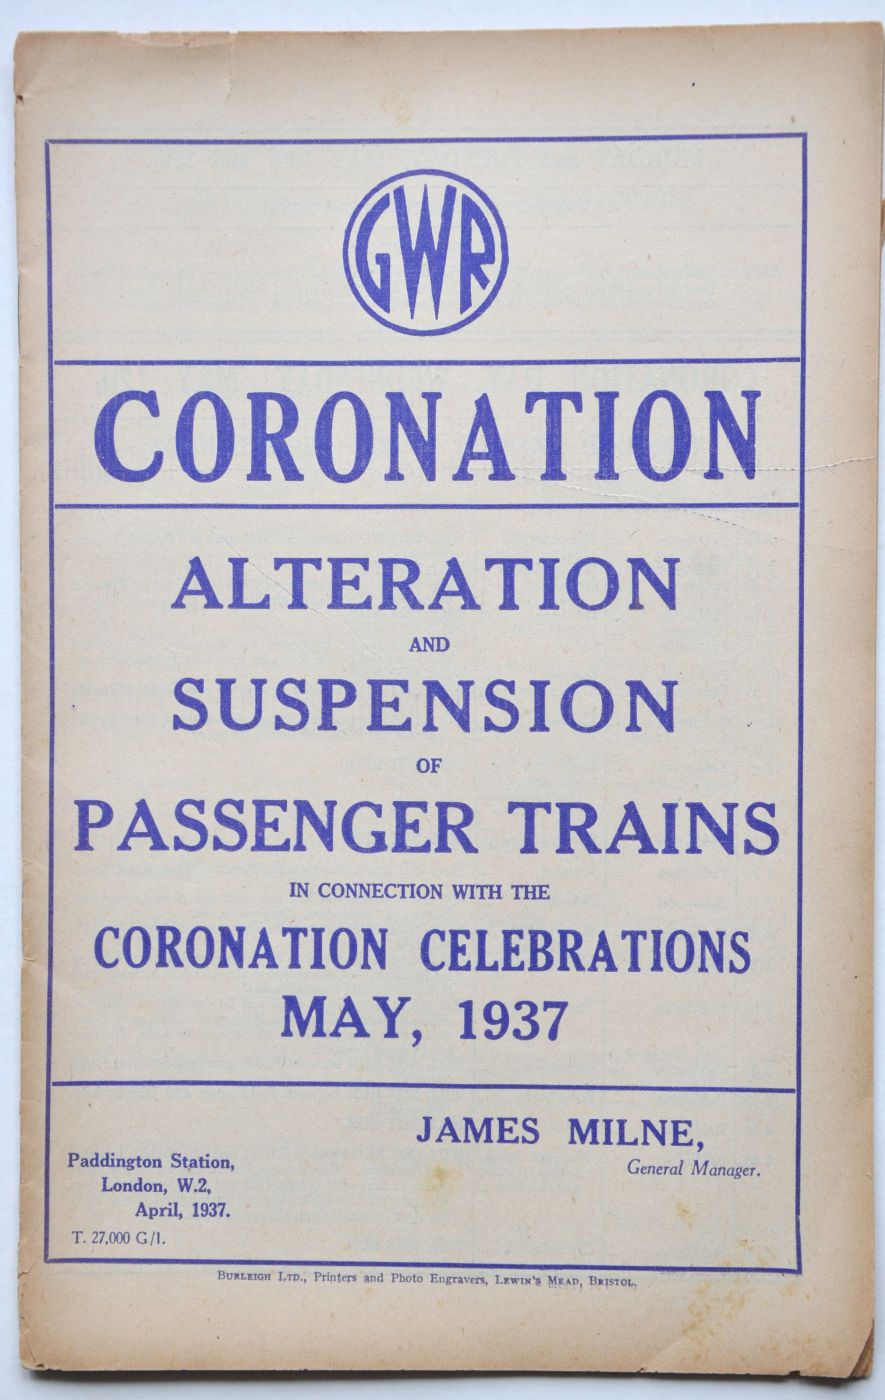 GWR
CORONATION
ALTERATION
AND
SUSPENSION
OF
PASSENGER TRAINS
IN CONNECTION WITH THE
CORONATION CELEBRATIONS
MAY, 1937
JAMES MILNE,
General Manager.
Paddington Station,
London, W.2,
April, 1937.
T. 27,000 G/1.
BURLEIGH LTD., Printers and Photo Engravers, LEWIN'S MEAD, BRISTOL.